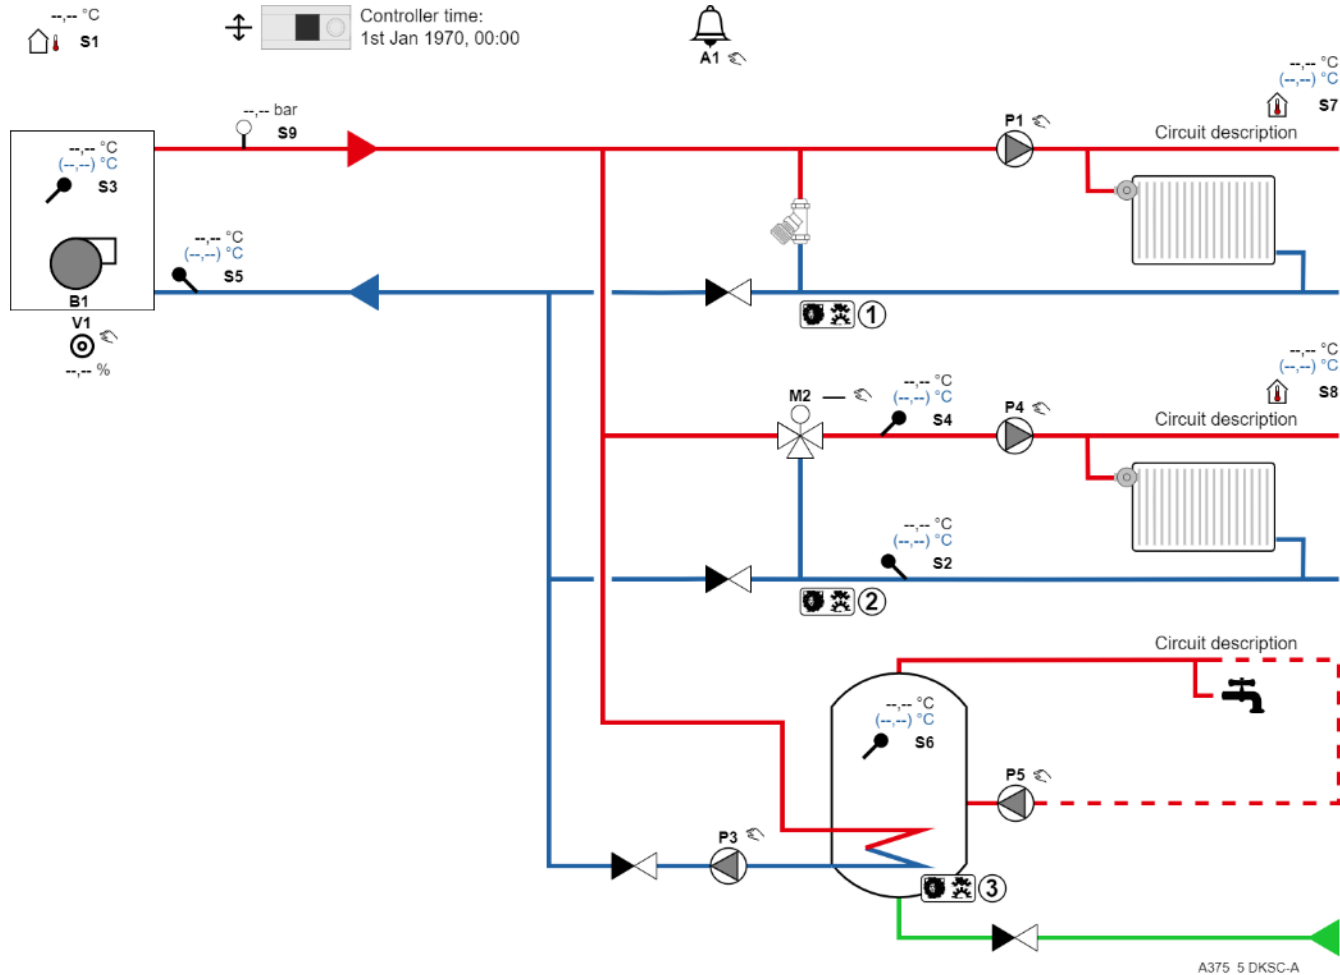 --,-- °C
S1
Controller time:
1st Jan 1970, 00:00
A1
--,-- °C
(--,--) °C
S7
--,-- bar
S9
P1
Circuit description
--,-- °C
(--,--) °C
S3
--,-- °C
(--,--) °C
S5
B1
V1
--,-- %
1
--,-- °C
(--,--) °C
S8
M2
--,-- °C
(--,--) °C
S4
P4
Circuit description
--,-- °C
(--,--) °C
S2
2
Circuit description
--,-- °C
(--,--) °C
S6
P5
P3
3
A375_5 DKSC-A